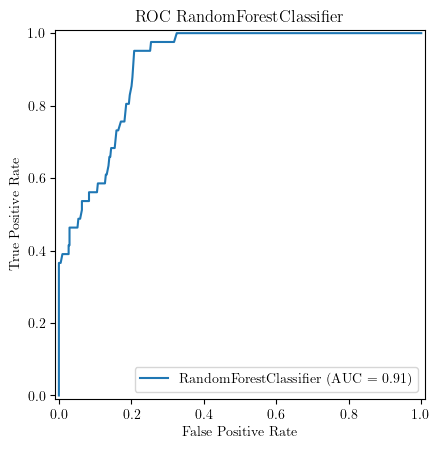 ROC RandomForestClassifier
1.0
0.8
0.6
0.4
0.2
0.0
True Positive Rate
RandomForestClassifier (AUC = 0.91)
0.0 0.2 0.4 0.6 0.8 1.0
False Positive Rate